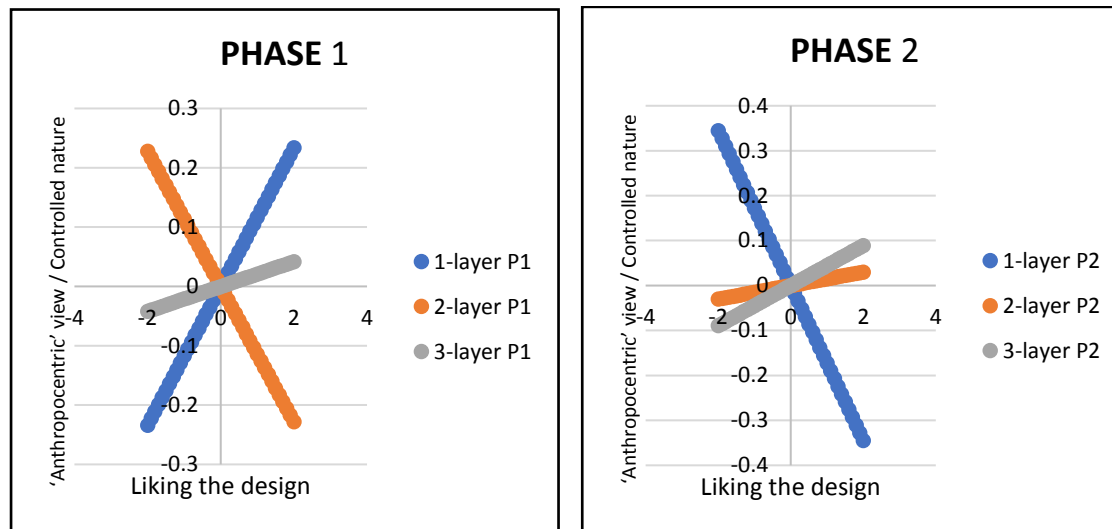 PHASE 1
'Anthropocentric' view / Controlled nature
0.3
0.2
0.1
0
-0.1
-0.2
-0.3
-4
-2
0
2
4
Liking the design
1-layer P1
2-layer P1
3-layer P1
PHASE 2
'Anthropocentric' view / Controlled nature
0.4
0.3
0.2
0.1
0
-0.1
-0.2
-0.3
-0.4
-4
-2
0
2
4
Liking the design
1-layer P2
2-layer P2
3-layer P2